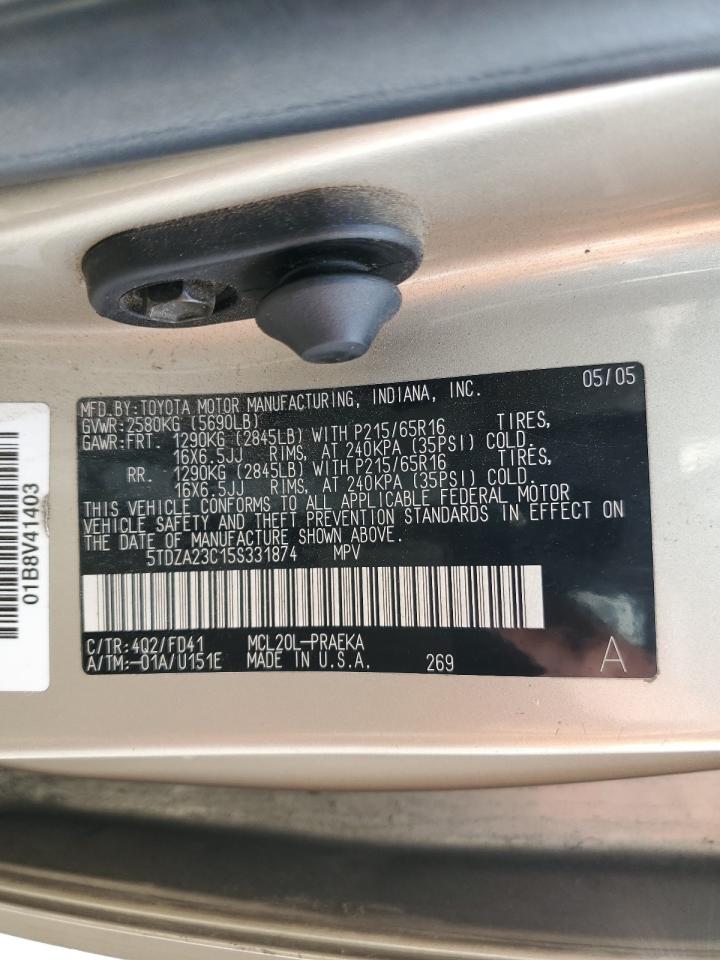 MFD.BY:TOYOTA MOTOR MANUFACTURING, INDIANA, INC. 05/05
GVWR:2580KG (5690LB)
GAWR:FRT. 1290KG (2845LB) WITH P215/65R16 TIRES,
16X6.5JJ RIMS, AT 240KPA (35PSI) COLD.
RR. 1290KG (2845LB) WITH P215/65R16 TIRES,
16X6.5JJ RIMS, AT 240KPA (35PSI) COLD.
THIS VEHICLE CONFORMS TO ALL APPLICABLE FEDERAL MOTOR
VEHICLE SAFETY AND THEFT PREVENTION STANDARDS IN EFFECT ON
THE DATE OF MANUFACTURE SHOWN ABOVE.
5TDZA23C15S331874 MPV
C/TR:4Q2/FD41 MCL20L-PRAEKA
A/TM:-01A/U151E MADE IN U.S.A. 269 A
01B8V41403